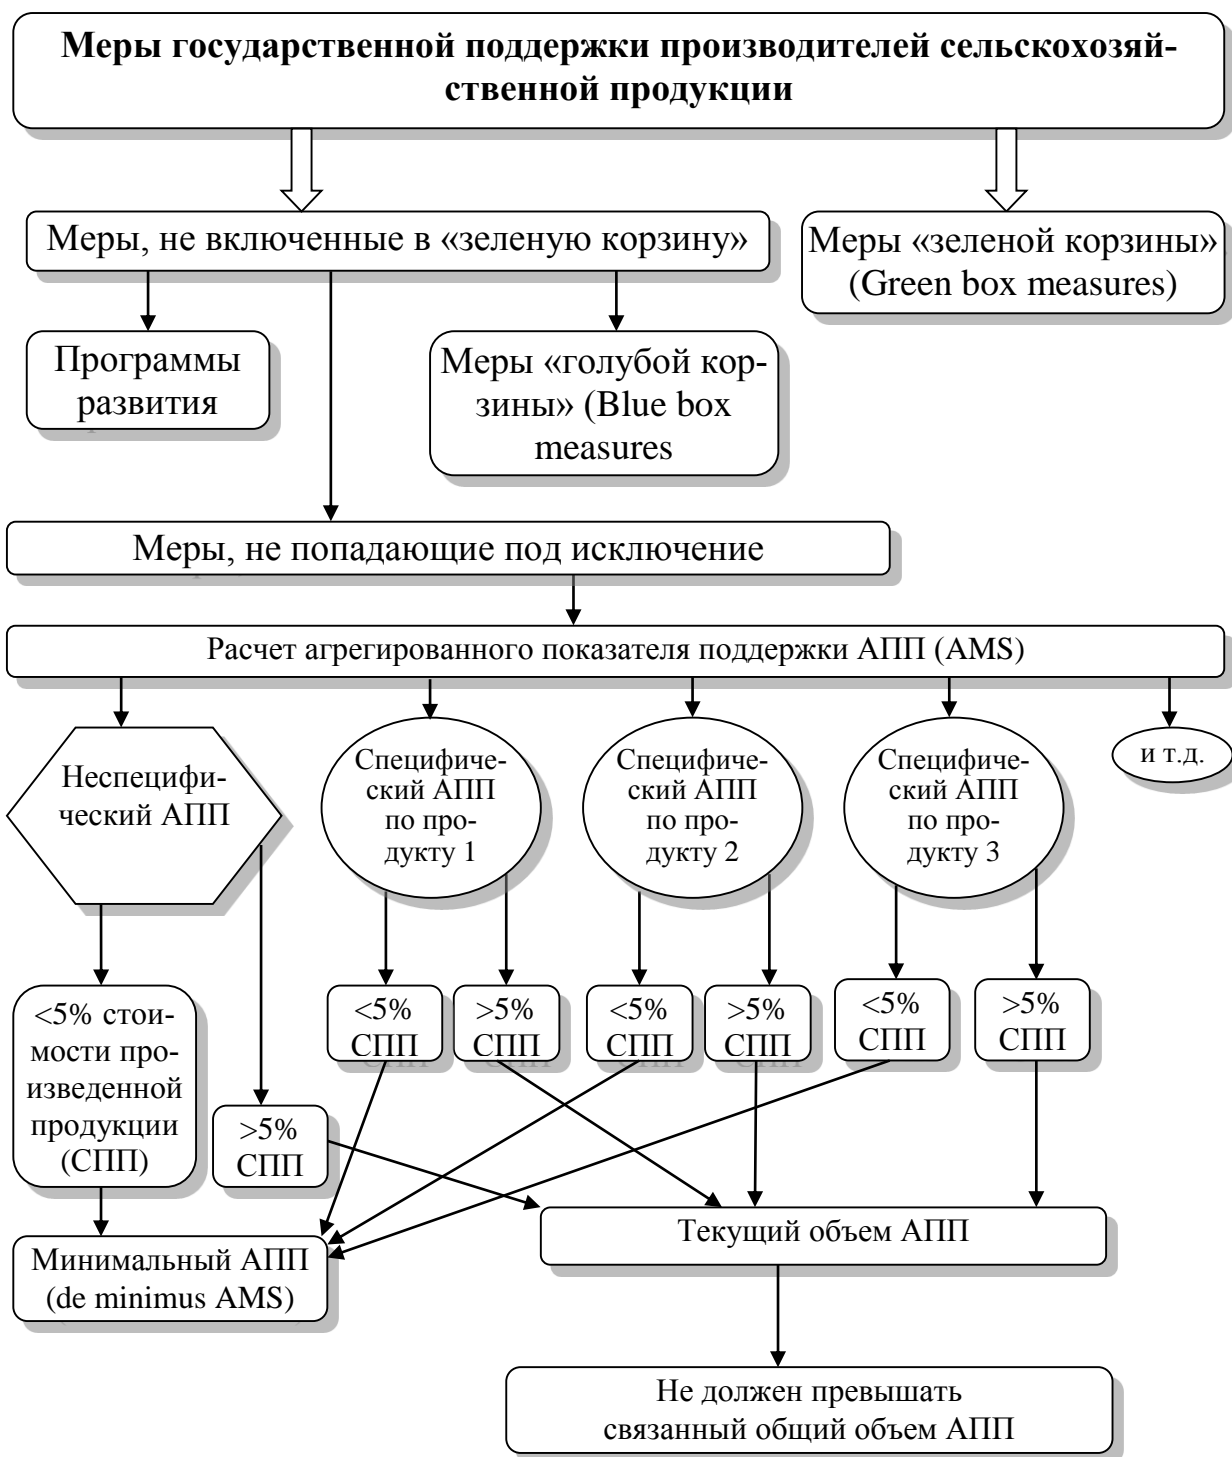 Меры государственной поддержки производителей сельскохозяй-
ственной продукции
Меры, не включенные в «зеленую корзину»
Меры «зеленой корзины»
(Green box measures)
Программы
развития
Меры «голубой кор-
зины» (Blue box
measures
Меры, не попадающие под исключение
Расчет агрегированного показателя поддержки АПП (AMS)
Неспецифи-
ческий АПП
Специфиче-
ский АПП
по про-
дукту 1
Специфиче-
ский АПП
по про-
дукту 2
Специфиче-
ский АПП
по про-
дукту 3
и т.д.
<5% стои-
мости про-
изведенной
продукции
(СПП)
>5%
СПП
<5%
СПП
>5%
СПП
<5%
СПП
>5%
СПП
<5%
СПП
>5%
СПП
Минимальный АПП
(de minimus AMS)
Текущий объем АПП
Не должен превышать
связанный общий объем АПП